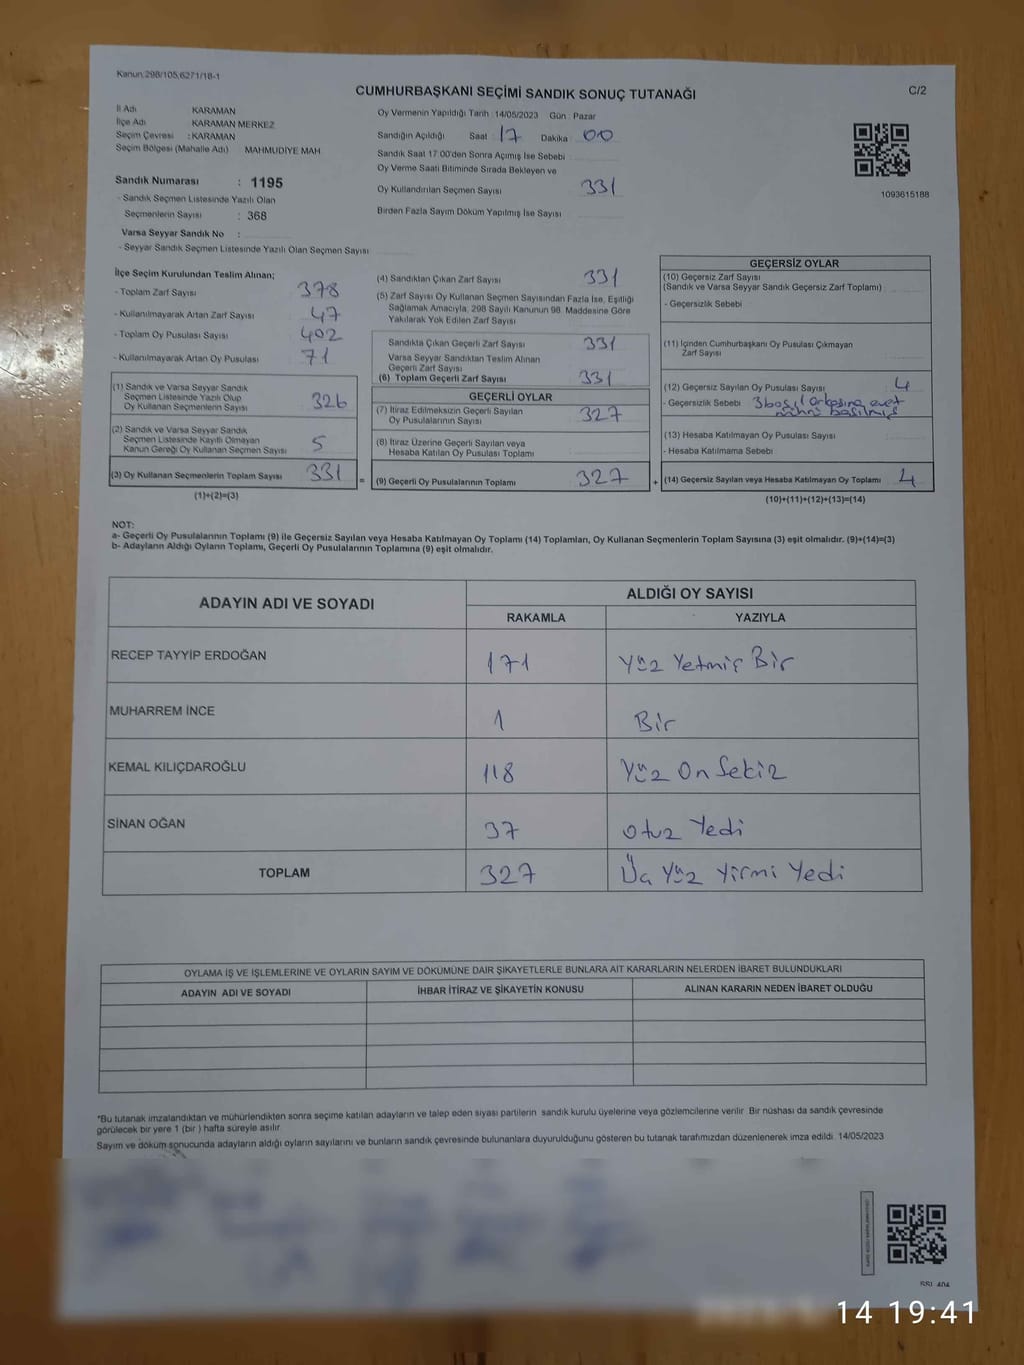 Kanun:298/105,6271/18-1
CUMHURBAŞKANI SEÇİMİ SANDIK SONUÇ TUTANAĞI
C/2
İl Adı KARAMAN
İlçe Adı KARAMAN MERKEZ
Seçim Çevresi : KARAMAN
Seçim Bölgesi (Mahalle Adı) MAHMUDİYE MAH
Sandık Numarası : 1195
- Sandık Seçmen Listesinde Yazılı Olan
Seçmenlerin Sayısı : 368
Varsa Seyyar Sandık No :
- Seyyar Sandık Seçmen Listesinde Yazılı Olan Seçmen Sayısı
Oy Vermenin Yapıldığı Tarih :14/05/2023 Gün : Pazar
Sandığın Açıldığı Saat : 17 Dakika : 00
Sandık Saat 17:00'den Sonra Açımış İse Sebebi
Oy Verme Saati Bitiminde Sırada Bekleyen ve
Oy Kullandırılan Seçmen Sayısı 331
Birden Fazla Sayım Döküm Yapılmış İse Sayısı
1093615188
İlçe Seçim Kurulundan Teslim Alınan;
- Toplam Zarf Sayısı 378
- Kullanılmayarak Artan Zarf Sayısı 47
- Toplam Oy Pusulası Sayısı 402
- Kullanılmayarak Artan Oy Pusulası 71
(1) Sandık ve Varsa Seyyar Sandık
Seçmen Listesinde Yazılı Olup
Oy Kullanan Seçmenlerin Sayısı 326
(2) Sandık ve Varsa Seyyar Sandık
Seçmen Listesinde Kayıtlı Olmayan
Kanun Gereği Oy Kullanan Seçmen Sayısı 5
(3) Oy Kullanan Seçmenlerin Toplam Sayısı 331 =
(1)+(2)=(3)
(4) Sandıktan Çıkan Zarf Sayısı 331
(5) Zarf Sayısı Oy Kullanan Seçmen Sayısından Fazla İse, Eşitliği
Sağlamak Amacıyla, 298 Sayılı Kanunun 98. Maddesine Göre
Yakılarak Yok Edilen Zarf Sayısı
Sandıkta Çıkan Geçerli Zarf Sayısı 331
Varsa Seyyar Sandıktan Teslim Alınan
Geçerli Zarf Sayısı
(6) Toplam Geçerli Zarf Sayısı 331
GEÇERLİ OYLAR
(7) İtiraz Edilmeksizin Geçerli Sayılan
Oy Pusulalarının Sayısı 327
(8) İtiraz Üzerine Geçerli Sayılan veya
Hesaba Katılan Oy Pusulası Toplamı
(9) Geçerli Oy Pusulalarının Toplamı 327 +
GEÇERSİZ OYLAR
(10) Geçersiz Zarf Sayısı
(Sandık ve Varsa Seyyar Sandık Geçersiz Zarf Toplamı)
- Geçersizlik Sebebi
(11) İçinden Cumhurbaşkanı Oy Pusulası Çıkmayan
Zarf Sayısı
(12) Geçersiz Sayılan Oy Pusulası Sayısı 4
- Geçersizlik Sebebi 3 boş, 1 arkasına evet
mührü basılmış
(13) Hesaba Katılmayan Oy Pusulası Sayısı
- Hesaba Katılmama Sebebi
(14) Geçersiz Sayılan veya Hesaba Katılmayan Oy Toplamı 4
(10)+(11)+(12)+(13)=(14)
NOT:
a- Geçerli Oy Pusulalarının Toplamı (9) ile Geçersiz Sayılan veya Hesaba Katılmayan Oy Toplamı (14) Toplamları, Oy Kullanan Seçmenlerin Toplam Sayısına (3) eşit olmalıdır. (9)+(14)=(3)
b- Adayların Aldığı Oyların Toplamı, Geçerli Oy Pusulalarının Toplamına (9) eşit olmalıdır.
ADAYIN ADI VE SOYADI
ALDIĞI OY SAYISI
RAKAMLA YAZIYLA
RECEP TAYYİP ERDOĞAN 171 Yüz Yetmiş Bir
MUHARREM İNCE 1 Bir
KEMAL KILIÇDAROĞLU 118 Yüz On Sekiz
SİNAN OĞAN 37 Otuz Yedi
TOPLAM 327 Üç Yüz Yirmi Yedi
OYLAMA İŞ VE İŞLEMLERİNE VE OYLARIN SAYIM VE DÖKÜMÜNE DAİR ŞİKAYETLERLE BUNLARA AİT KARARLARIN NELERDEN İBARET BULUNDUKLARI
ADAYIN ADI VE SOYADI İHBAR İTİRAZ VE ŞİKAYETİN KONUSU ALINAN KARARIN NEDEN İBARET OLDUĞU
*Bu tutanak imzalandıktan ve mühürlendikten sonra seçime katılan adayların ve talep eden siyasi partilerin sandık kurulu üyelerine veya gözlemcilerine verilir. Bir nüshası da sandık çevresinde
görülecek bir yere 1 (bir ) hafta süreyle asılır.
Sayım ve döküm sonucunda adayların aldığı oyların sayılarını ve bunların sandık çevresinde bulunanlara duyurulduğunu gösteren bu tutanak tarafımızdan düzenlenerek imza edildi. 14/05/2023
14 19:41